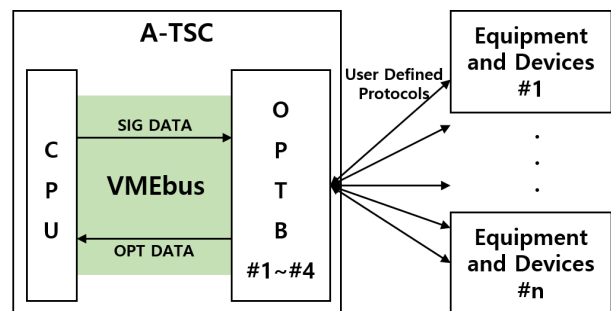 A-TSC
C
P
U
SIG DATA
VMEbus
OPT DATA
O
P
T
B
#1~#4
User Defined
Protocols
Equipment
and Devices
#1
.
.
.
Equipment
and Devices
#n